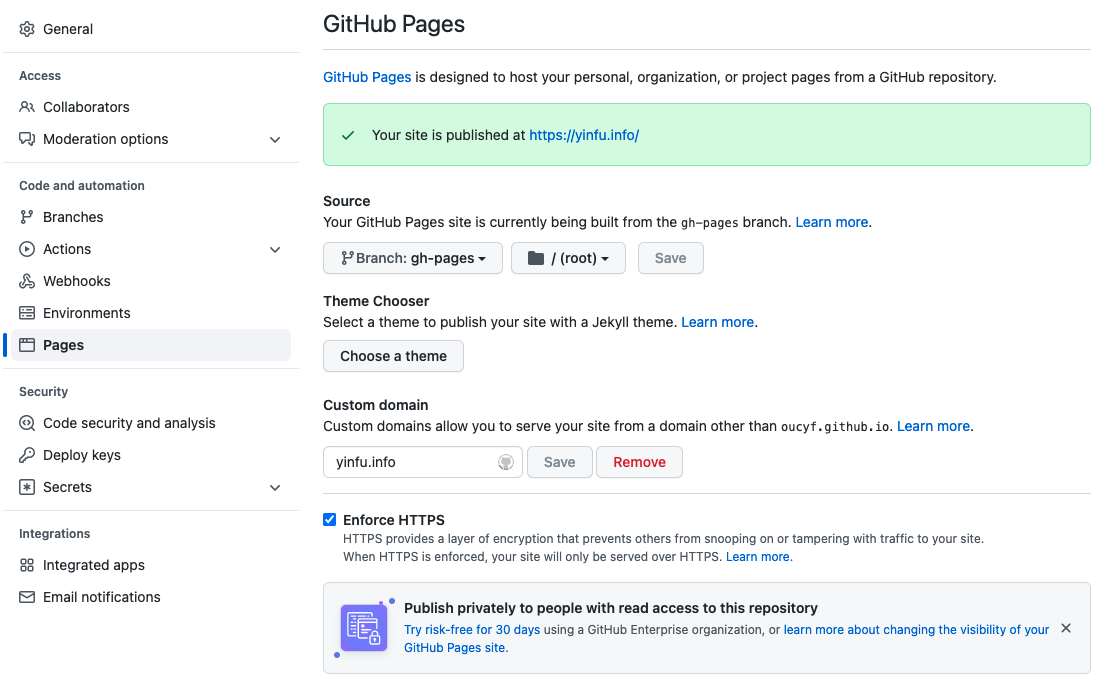 General
Access
Collaborators
Moderation options
Code and automation
Branches
Actions
Webhooks
Environments
Pages
Security
Code security and analysis
Deploy keys
Secrets
Integrations
Integrated apps
Email notifications
GitHub Pages
GitHub Pages is designed to host your personal, organization, or project pages from a GitHub repository.
Your site is published at https://yinfu.info/
Source
Your GitHub Pages site is currently being built from the gh-pages branch. Learn more.
Branch: gh-pages / (root) Save
Theme Chooser
Select a theme to publish your site with a Jekyll theme. Learn more.
Choose a theme
Custom domain
Custom domains allow you to serve your site from a domain other than oucyf.github.io. Learn more.
yinfu.info Save Remove
Enforce HTTPS
HTTPS provides a layer of encryption that prevents others from snooping on or tampering with traffic to your site.
When HTTPS is enforced, your site will only be served over HTTPS. Learn more.
Publish privately to people with read access to this repository
Try risk-free for 30 days using a GitHub Enterprise organization, or learn more about changing the visibility of your
GitHub Pages site.